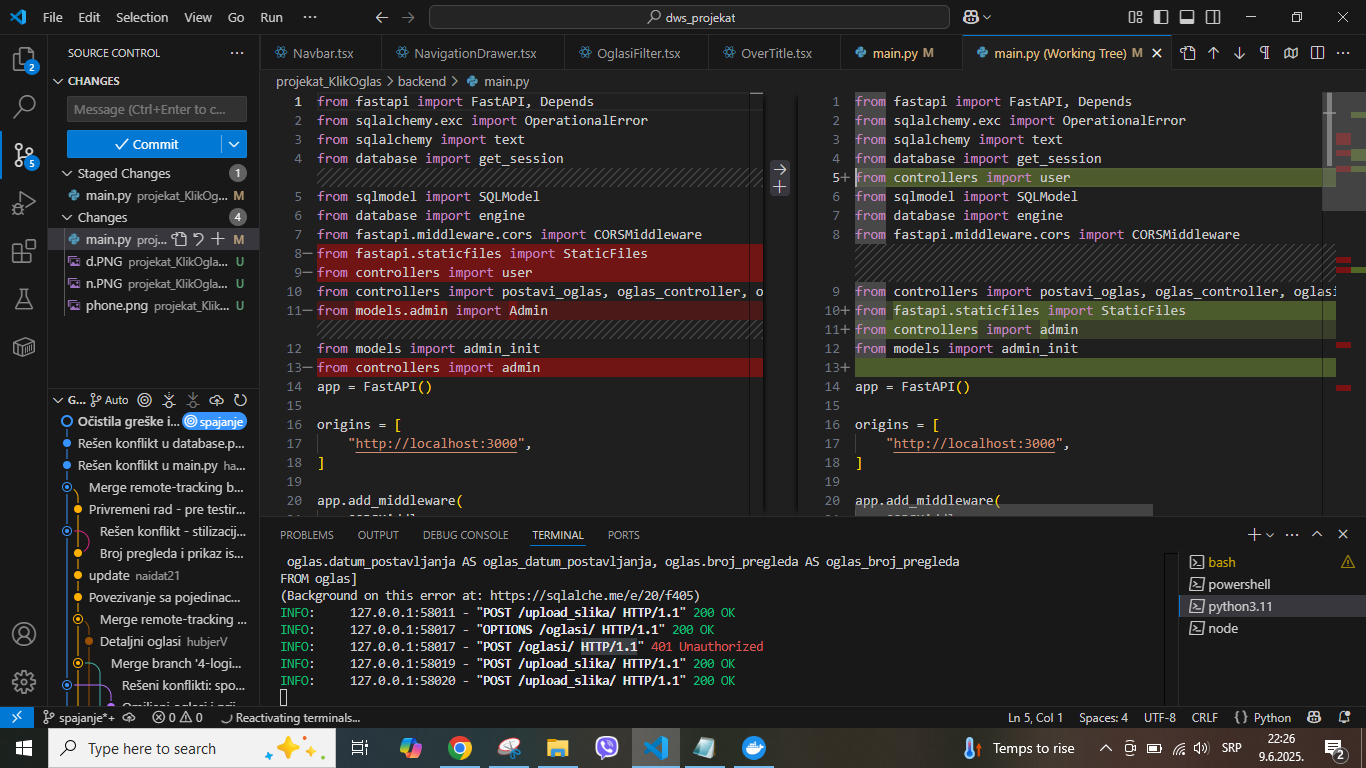 File Edit Selection View Go Run ···
dws_projekat
2
5
SOURCE CONTROL ···
CHANGES
Message (Ctrl+Enter to c...
Commit
Staged Changes 1
main.py projekat_KlikOg... M
Changes 4
main.py proj... M
d.PNG projekat_KlikOgla... U
n.PNG projekat_KlikOgla... U
phone.png projekat_Klik... U
G... Auto
Očistila greške i... spajanje
Rešen konflikt u database.p...
Rešen konflikt u main.py ha...
Merge remote-tracking b...
Privremeni rad - pre testir...
Rešen konflikt - stilizacij...
Broj pregleda i prikaz is...
update naidat21
Povezivanje sa pojedinac...
Merge remote-tracking ...
Detaljni oglasi hubjerV
Merge branch '4-logi...
Rešeni konflikti: spo...
Navbar.tsx NavigationDrawer.tsx OglasiFilter.tsx OverTitle.tsx main.py M main.py (Working Tree) M
projekat_KlikOglas > backend > main.py
1 from fastapi import FastAPI, Depends
2 from sqlalchemy.exc import OperationalError
3 from sqlalchemy import text
4 from database import get_session
5 from sqlmodel import SQLModel
6 from database import engine
7 from fastapi.middleware.cors import CORSMiddleware
8− from fastapi.staticfiles import StaticFiles
9− from controllers import user
10 from controllers import postavi_oglas, oglas_controller, o
11− from models.admin import Admin
12 from models import admin_init
13− from controllers import admin
14 app = FastAPI()
15
16 origins = [
17 "http://localhost:3000",
18 ]
19
20 app.add_middleware(
1 from fastapi import FastAPI, Depends
2 from sqlalchemy.exc import OperationalError
3 from sqlalchemy import text
4 from database import get_session
5+ from controllers import user
6 from sqlmodel import SQLModel
7 from database import engine
8 from fastapi.middleware.cors import CORSMiddleware
9 from controllers import postavi_oglas, oglas_controller, oglasi
10+ from fastapi.staticfiles import StaticFiles
11+ from controllers import admin
12 from models import admin_init
13+
14 app = FastAPI()
15
16 origins = [
17 "http://localhost:3000",
18 ]
19
20 app.add_middleware(
PROBLEMS OUTPUT DEBUG CONSOLE TERMINAL PORTS
oglas.datum_postavljanja AS oglas_datum_postavljanja, oglas.broj_pregleda AS oglas_broj_pregleda
FROM oglas]
(Background on this error at: https://sqlalche.me/e/20/f405)
INFO: 127.0.0.1:58011 - "POST /upload_slika/ HTTP/1.1" 200 OK
INFO: 127.0.0.1:58017 - "OPTIONS /oglasi/ HTTP/1.1" 200 OK
INFO: 127.0.0.1:58017 - "POST /oglasi/ HTTP/1.1" 401 Unauthorized
INFO: 127.0.0.1:58019 - "POST /upload_slika/ HTTP/1.1" 200 OK
INFO: 127.0.0.1:58020 - "POST /upload_slika/ HTTP/1.1" 200 OK
bash
powershell
python3.11
node
spajanje*+ 0 0 Reactivating terminals... Ln 5, Col 1 Spaces: 4 UTF-8 CRLF {} Python
Type here to search
Temps to rise
SRP
22:26
9.6.2025.
2